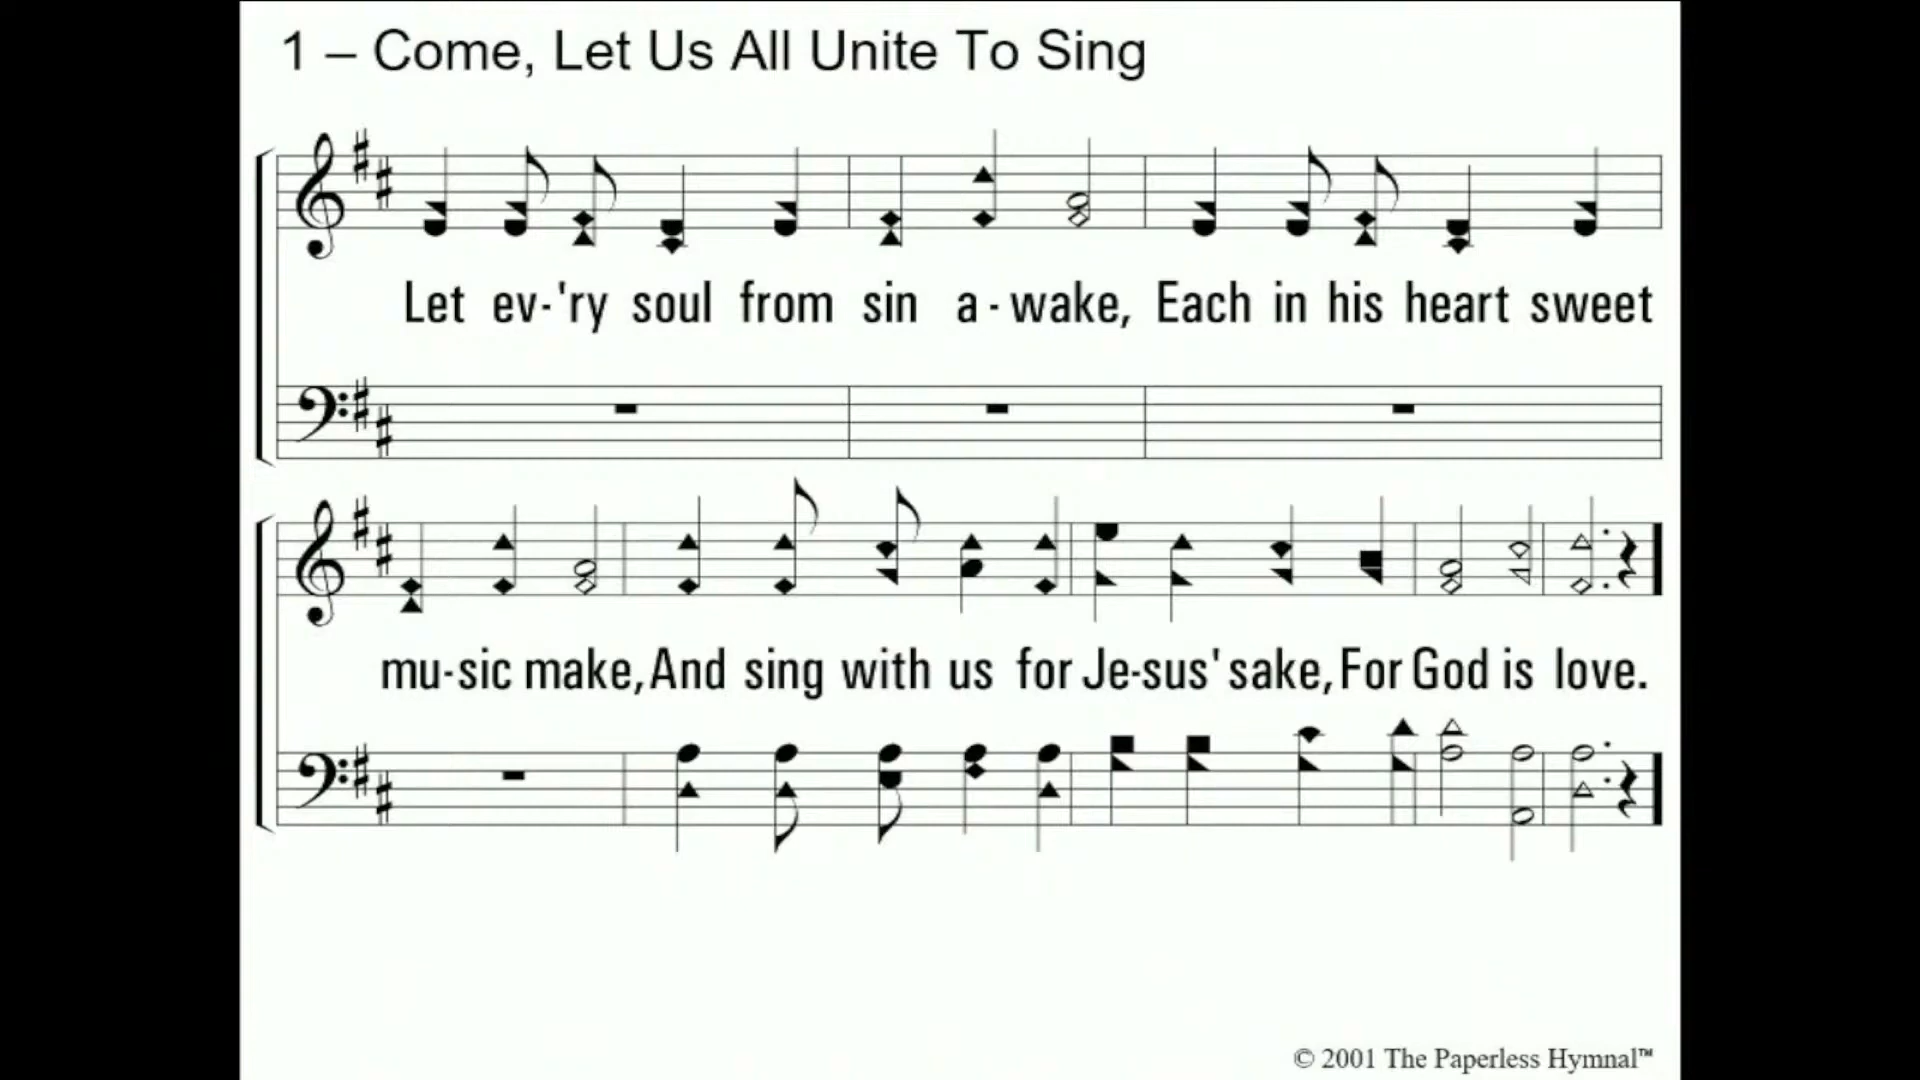 1 – Come, Let Us All Unite To Sing
Let ev-'ry soul from sin a-wake, Each in his heart sweet
mu-sic make, And sing with us for Je-sus' sake, For God is love.
© 2001 The Paperless Hymnal™